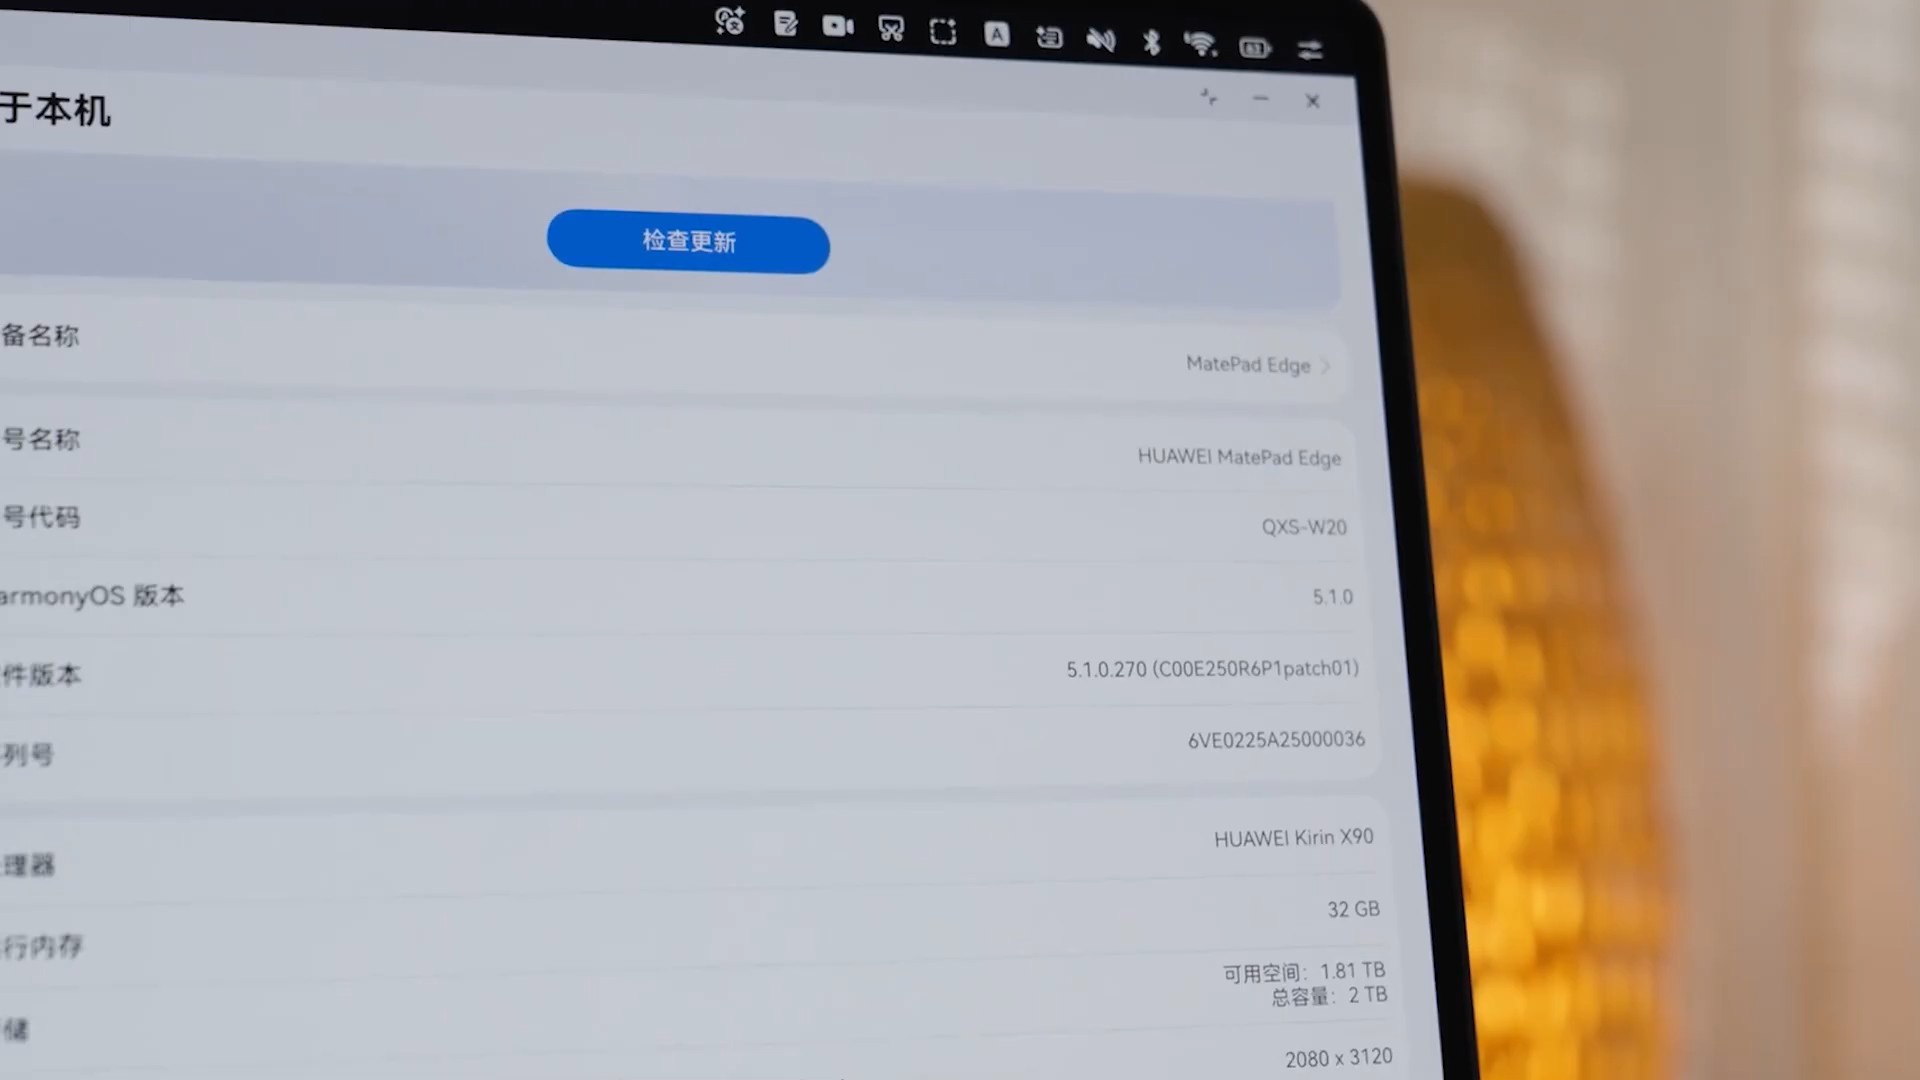 于本机
检查更新
备名称
MatePad Edge
号名称
HUAWEI MatePad Edge
号代码
QXS-W20
armonyOS 版本
5.1.0
件版本
5.1.0.270 (C00E250R6P1patch01)
列号
6VE0225A25000036
理器
HUAWEI Kirin X90
行内存
32 GB
储
可用空间：1.81 TB
总容量：2 TB
2080 x 3120